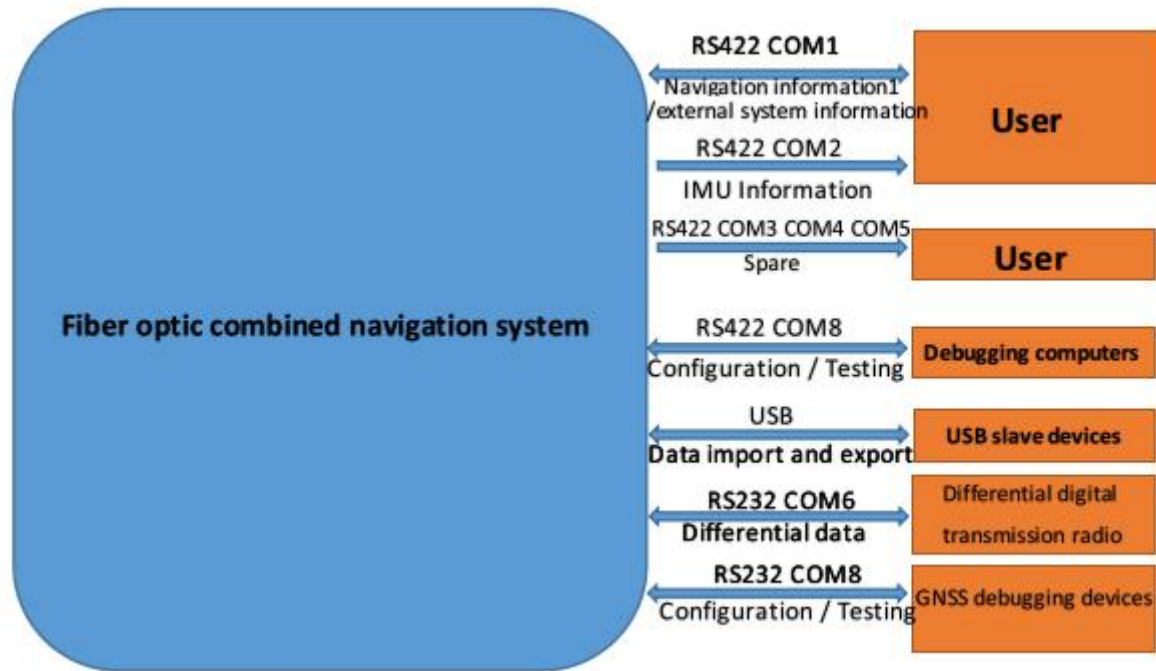 RS422 COM1
Navigation information1
/external system information
User
RS422 COM2
IMU Information
RS422 COM3 COM4 COM5
Spare
User
Fiber optic combined navigation system
RS422 COM8
Configuration / Testing
Debugging computers
USB
Data import and export
USB slave devices
RS232 COM6
Differential data
Differential digital
transmission radio
RS232 COM8
Configuration / Testing
GNSS debugging devices